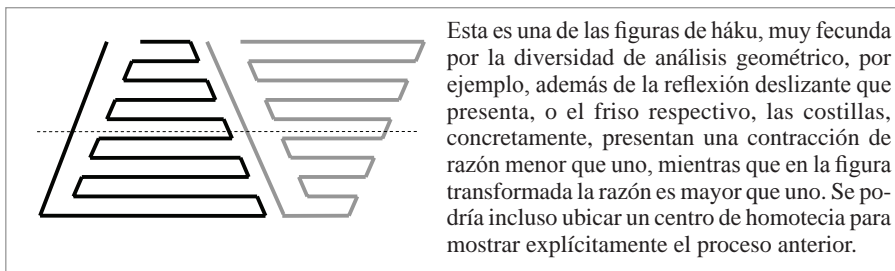 Esta es una de las figuras de háku, muy fecunda
por la diversidad de análisis geométrico, por
ejemplo, además de la reflexión deslizante que
presenta, o el friso respectivo, las costillas,
concretamente, presentan una contracción de
razón menor que uno, mientras que en la figura
transformada la razón es mayor que uno. Se po-
dría incluso ubicar un centro de homotecia para
mostrar explícitamente el proceso anterior.